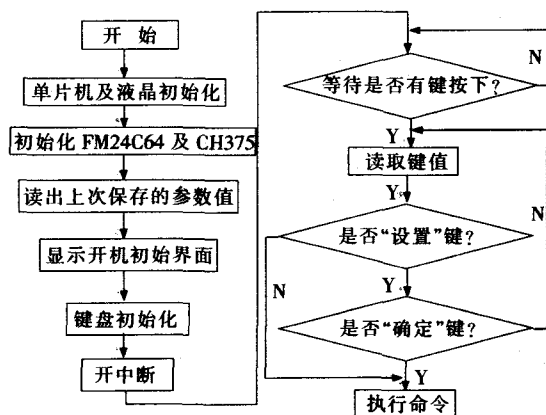 开 始
单片机及液晶初始化
初始化 FM24C64 及 CH375
读出上次保存的参数值
显示开机初始界面
键盘初始化
开中断
N
等待是否有键按下?
Y
读取键值
Y
N
是否“设置”键?
N
Y
是否“确定”键?
Y
执行命令